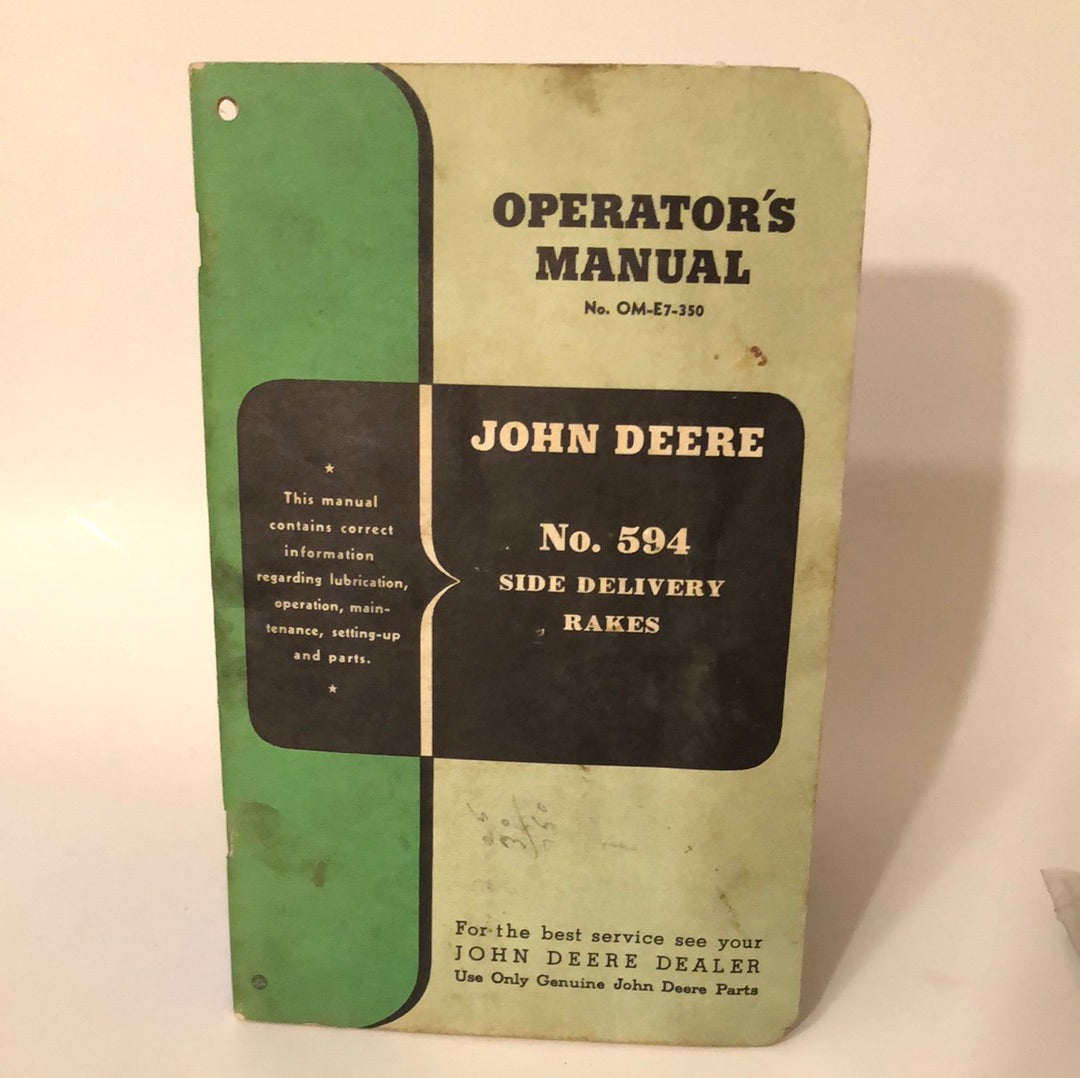 OPERATOR'S
MANUAL
No. OM-E7-350
JOHN DEERE
No. 594
SIDE DELIVERY
RAKES
★
This manual
contains correct
information
regarding lubrication,
operation, main-
tenance, setting-up
and parts.
★
For the best service see your
JOHN DEERE DEALER
Use Only Genuine John Deere Parts